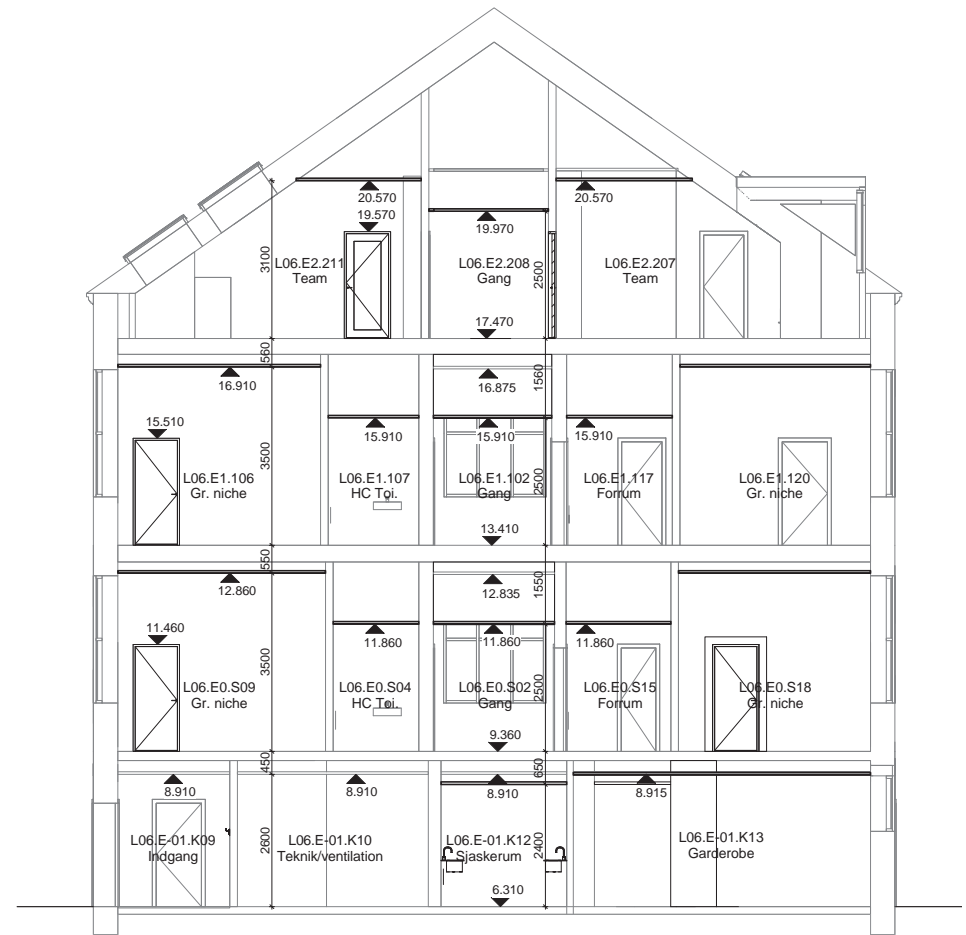 20.570
20.570
19.570
19.970
L06.E2.211
Team
L06.E2.208
Gang
L06.E2.207
Team
3100
2500
17.470
560
1560
16.910
16.875
15.510
15.910
15.910
15.910
3500
2500
L06.E1.106
Gr. niche
L06.E1.107
HC Toi.
L06.E1.102
Gang
L06.E1.117
Forrum
L06.E1.120
Gr. niche
13.410
550
1550
12.860
12.835
11.460
11.860
11.860
11.860
3500
2500
L06.E0.S09
Gr. niche
L06.E0.S04
HC Toi.
L06.E0.S02
Gang
L06.E0.S15
Forrum
L06.E0.S18
Gr. niche
9.360
450
650
8.910
8.910
8.910
8.915
2600
2400
L06.E-01.K09
Indgang
L06.E-01.K10
Teknik/ventilation
L06.E-01.K12
Sjaskerum
L06.E-01.K13
Garderobe
6.310